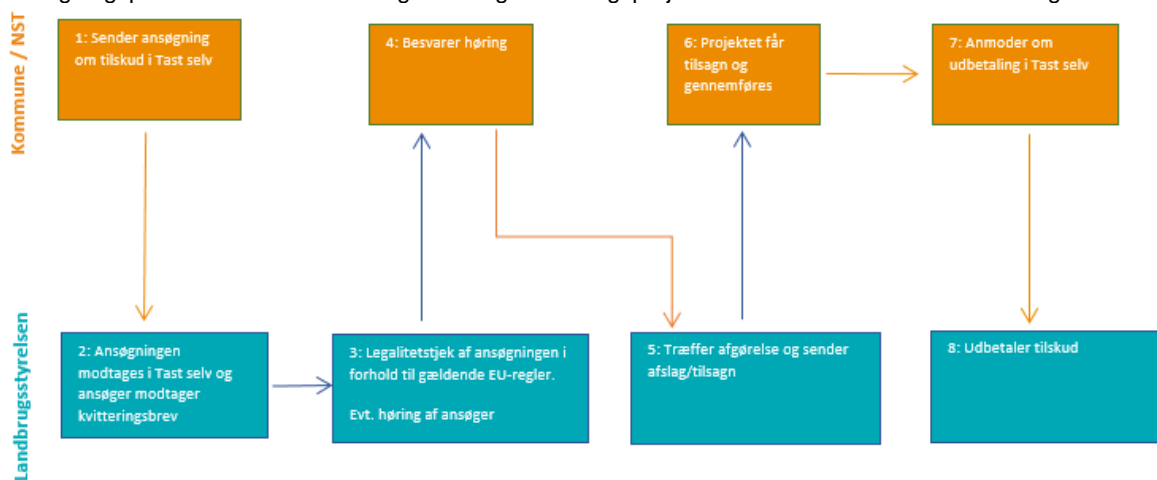 Kommune / NST
1: Sender ansøgning
om tilskud i Tast selv
4: Besvarer høring
6: Projektet får
tilsagn og
gennemføres
7: Anmoder om
udbetaling i Tast selv
Landbrugsstyrelsen
2: Ansøgningen
modtages i Tast selv og
ansøger modtager
kvitteringsbrev
3: Legalitetstjek af ansøgningen i
forhold til gældende EU-regler.
Evt. høring af ansøger
5: Træffer afgørelse og sender
afslag/tilsagn
8: Udbetaler tilskud